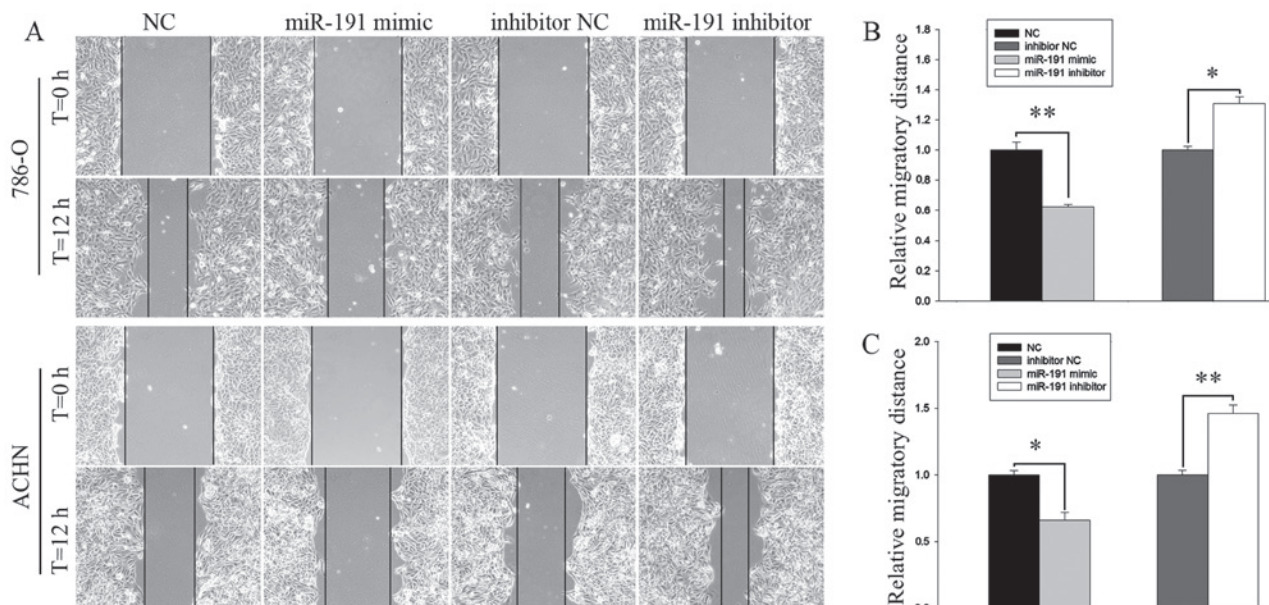 A
NC
miR-191 mimic
inhibitor NC
miR-191 inhibitor
786-O
T=0 h
T=12 h
ACHN
T=0 h
T=12 h
B
Relative migratory distance
NC
inhibior NC
miR-191 mimic
miR-191 inhibitor
1.8
1.6
1.4
1.2
1.0
0.8
0.6
0.4
0.2
0.0
**
*
C
Relative migratory distance
NC
inhibitor NC
miR-191 mimic
miR-191 inhibitor
2.0
1.5
1.0
0.5
0.0
*
**